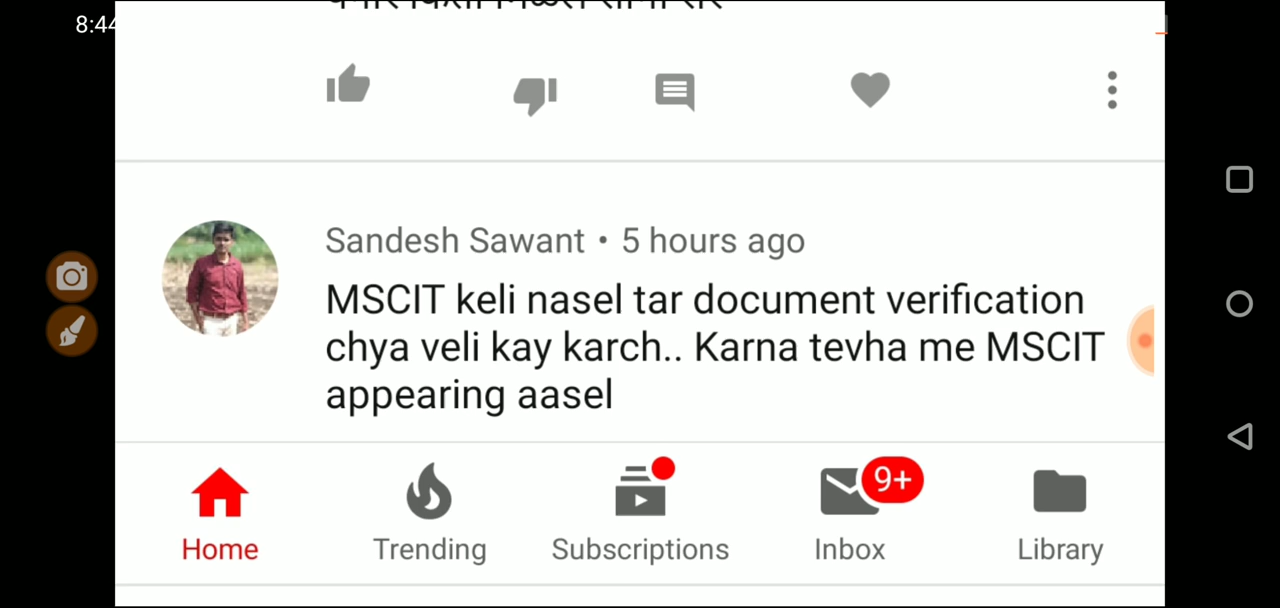 8:44
Sandesh Sawant • 5 hours ago
MSCIT keli nasel tar document verification
chya veli kay karch.. Karna tevha me MSCIT
appearing aasel
9+
Home Trending Subscriptions Inbox Library